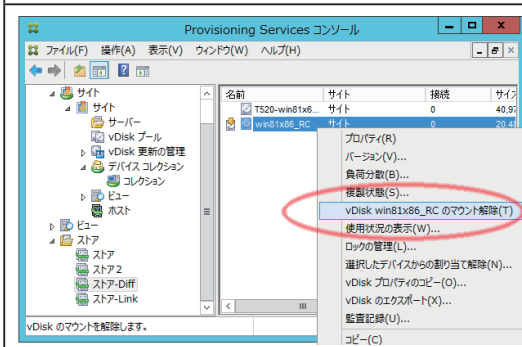 Provisioning Services コンソール
ファイル(F) 操作(A) 表示(V) ウィンドウ(W) ヘルプ(H)
サイト
サイト
サーバー
vDisk プール
vDisk 更新の管理
デバイス コレクション
コレクション
ビュー
ホスト
ビュー
ストア
ストア
ストア2
ストア-Diff
ストア-Link
名前 サイト 接続 サイズ
T520-win81x6... サイト 0 40,97
win81x86_RC サイト 0 20,48
プロパティ(R)
バージョン(V)...
負荷分散(B)...
複製状態(S)...
vDisk win81x86_RC のマウント解除(T)
使用状況の表示(W)...
ロックの管理(L)...
選択したデバイスからの割り当て解除(N)...
vDisk プロパティのコピー(O)...
vDisk のエクスポート(X)...
監査記録(U)...
コピー(C)
vDisk のマウントを解除します。